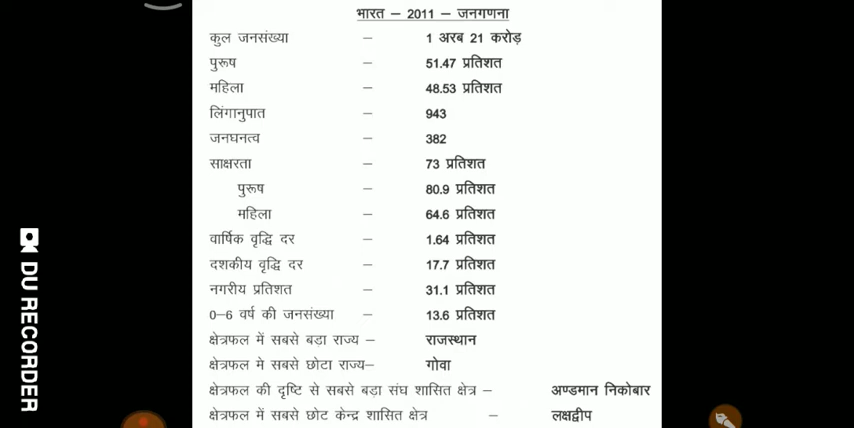 भारत – 2011 – जनगणना
कुल जनसंख्या – 1 अरब 21 करोड़
पुरूष – 51.47 प्रतिशत
महिला – 48.53 प्रतिशत
लिंगानुपात – 943
जनघनत्व – 382
साक्षरता – 73 प्रतिशत
पुरूष – 80.9 प्रतिशत
महिला – 64.6 प्रतिशत
वार्षिक वृद्धि दर – 1.64 प्रतिशत
दशकीय वृद्धि दर – 17.7 प्रतिशत
नगरीय प्रतिशत – 31.1 प्रतिशत
0–6 वर्ष की जनसंख्या – 13.6 प्रतिशत
क्षेत्रफल में सबसे बडा राज्य – राजस्थान
क्षेत्रफल मे सबसे छोटा राज्य– गोवा
क्षेत्रफल की दृष्टि से सबसे बड़ा संघ शासित क्षेत्र – अण्डमान निकोबार
क्षेत्रफल में सबसे छोट केन्द्र शासित क्षेत्र – लक्षद्वीप
DU RECORDER